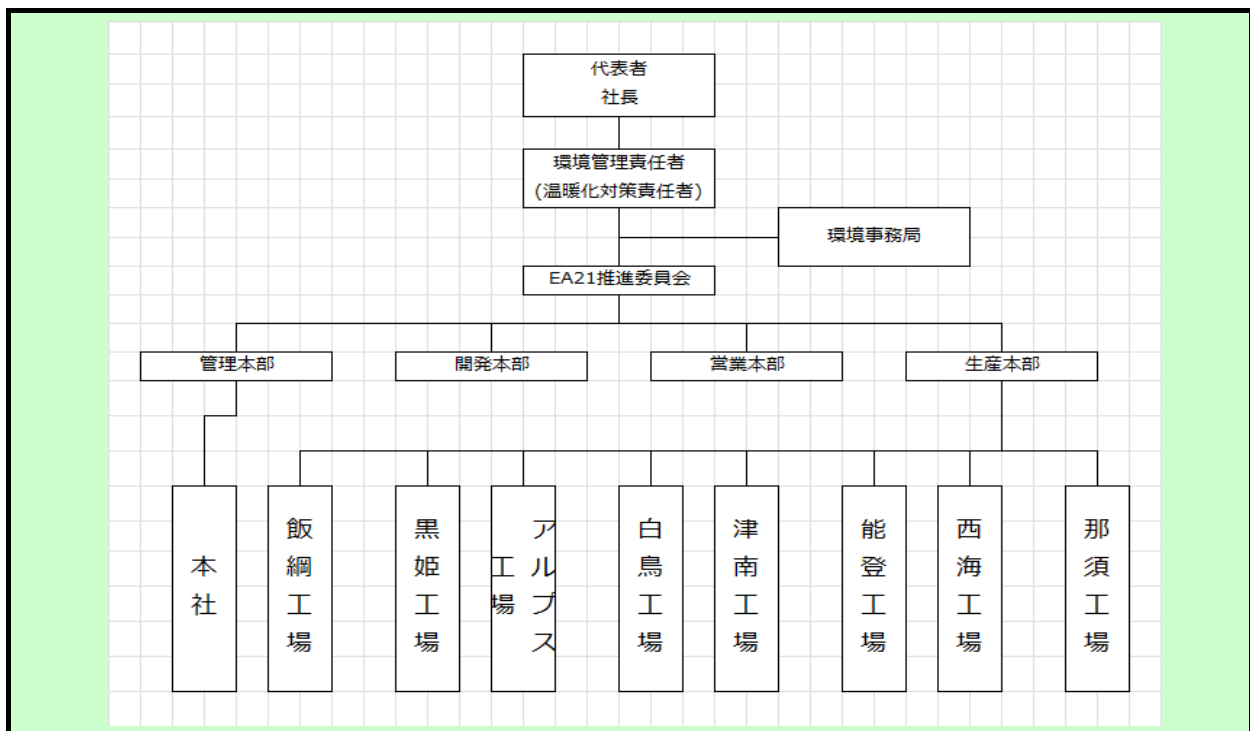 代表者
社長
環境管理責任者
(温暖化対策責任者)
環境事務局
EA21推進委員会
管理本部
開発本部
営業本部
生産本部
本社
飯綱工場
黒姫工場
アルプス
工場
白鳥工場
津南工場
能登工場
西海工場
那須工場